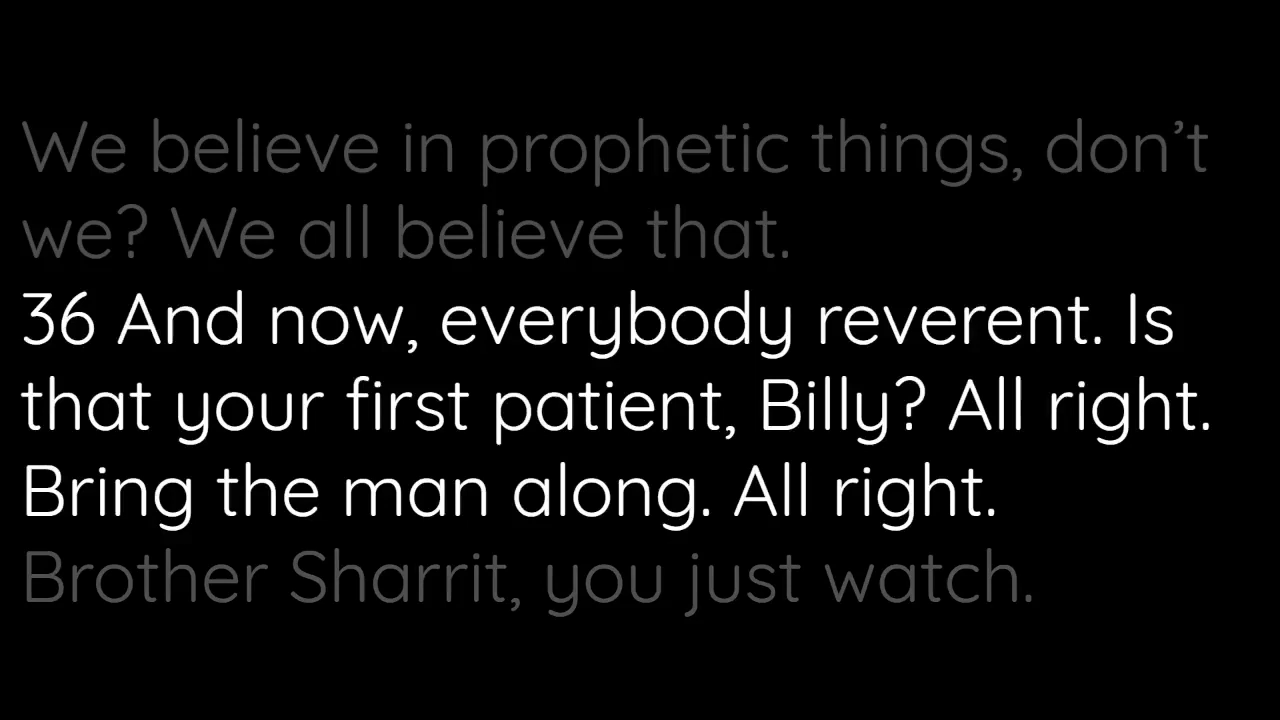 We believe in prophetic things, don’t
we? We all believe that.
36 And now, everybody reverent. Is
that your first patient, Billy? All right.
Bring the man along. All right.
Brother Sharrit, you just watch.